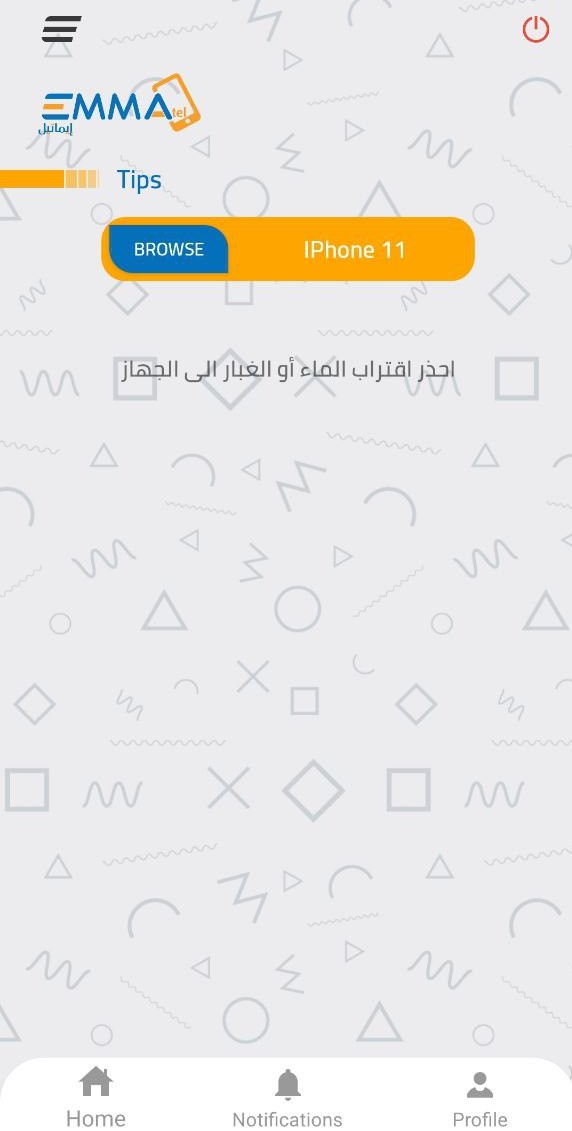 EMMA tel
إيماتيل
Tips
BROWSE
IPhone 11
احذر اقتراب الماء أو الغبار الى الجهاز
Home
Notifications
Profile